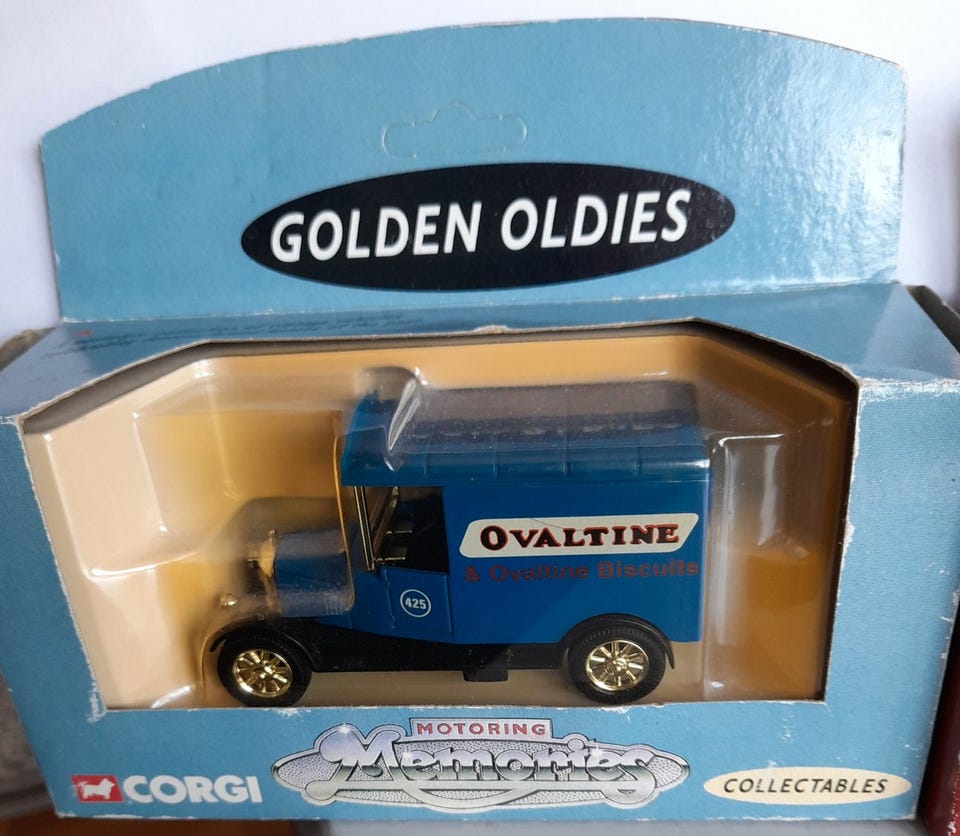 GOLDEN OLDIES
OVALTINE
& Ovaltine Biscuits
425
MOTORING
Memories
CORGI
COLLECTABLES